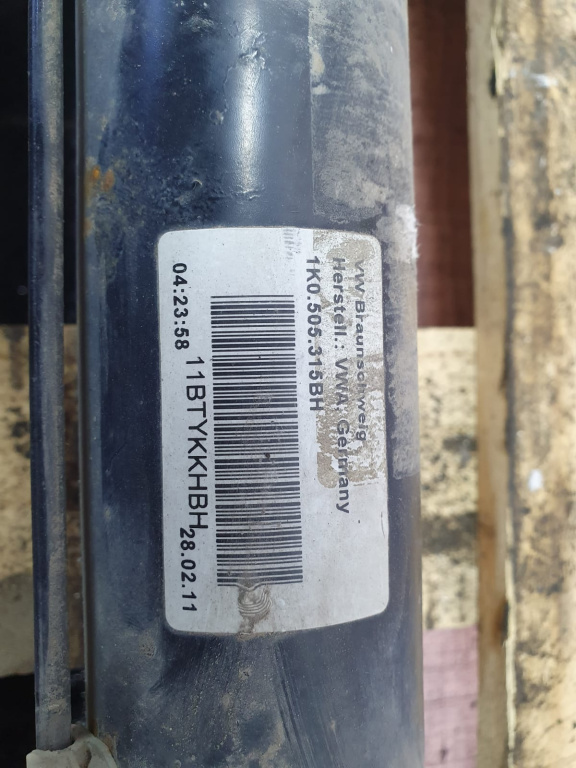 VW Braunschweig
Herstell.: VWA; Germany
1K0.505.315BH
11BTYKKHBH
04:23:58 28.02.11